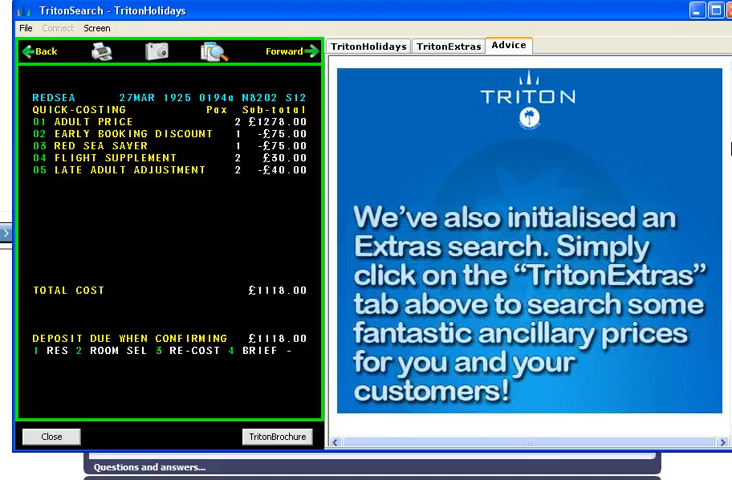 TritonSearch - TritonHolidays
File Connect Screen
Back Forward
TritonHolidays TritonExtras Advice
REDSEA 27MAR 1925 0194a N8202 S12
QUICK-COSTING Pax Sub-total
01 ADULT PRICE 2 £1278.00
02 EARLY BOOKING DISCOUNT 1 -£75.00
03 RED SEA SAVER 1 -£75.00
04 FLIGHT SUPPLEMENT 2 £30.00
05 LATE ADULT ADJUSTMENT 2 -£40.00
TOTAL COST £1118.00
DEPOSIT DUE WHEN CONFIRMING £1118.00
1 RES 2 ROOM SEL 3 RE-COST 4 BRIEF -
Close TritonBrochure
TRITON
We've also initialised an
Extras search. Simply
click on the “TritonExtras”
tab above to search some
fantastic ancillary prices
for you and your
customers!
Questions and answers...